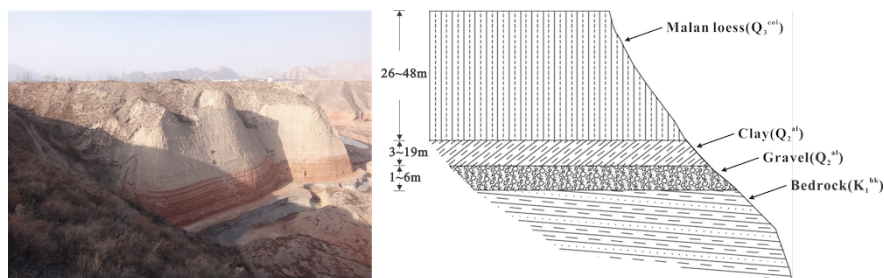 Malan loess(Q₃ᵉᵒˡ)
26~48m
Clay(Q₂ᵃˡ)
3~19m
Gravel(Q₂ᵃˡ)
1~6m
Bedrock(K₁ʰᵏ)